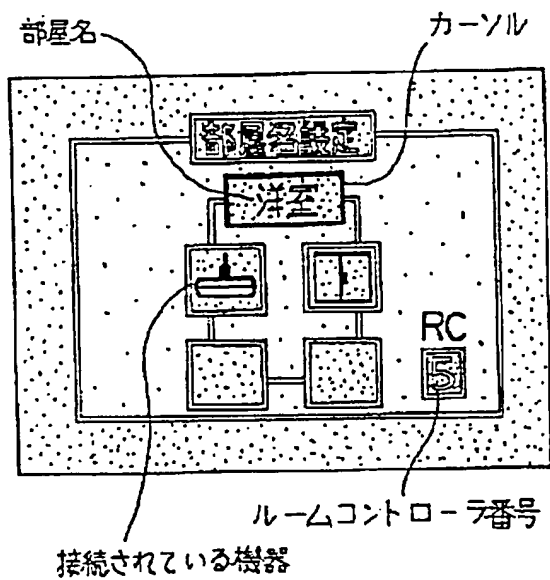 部屋名
カーソル
部屋名設定
洋室
RC
5
ルームコントローラ番号
接続されている機器